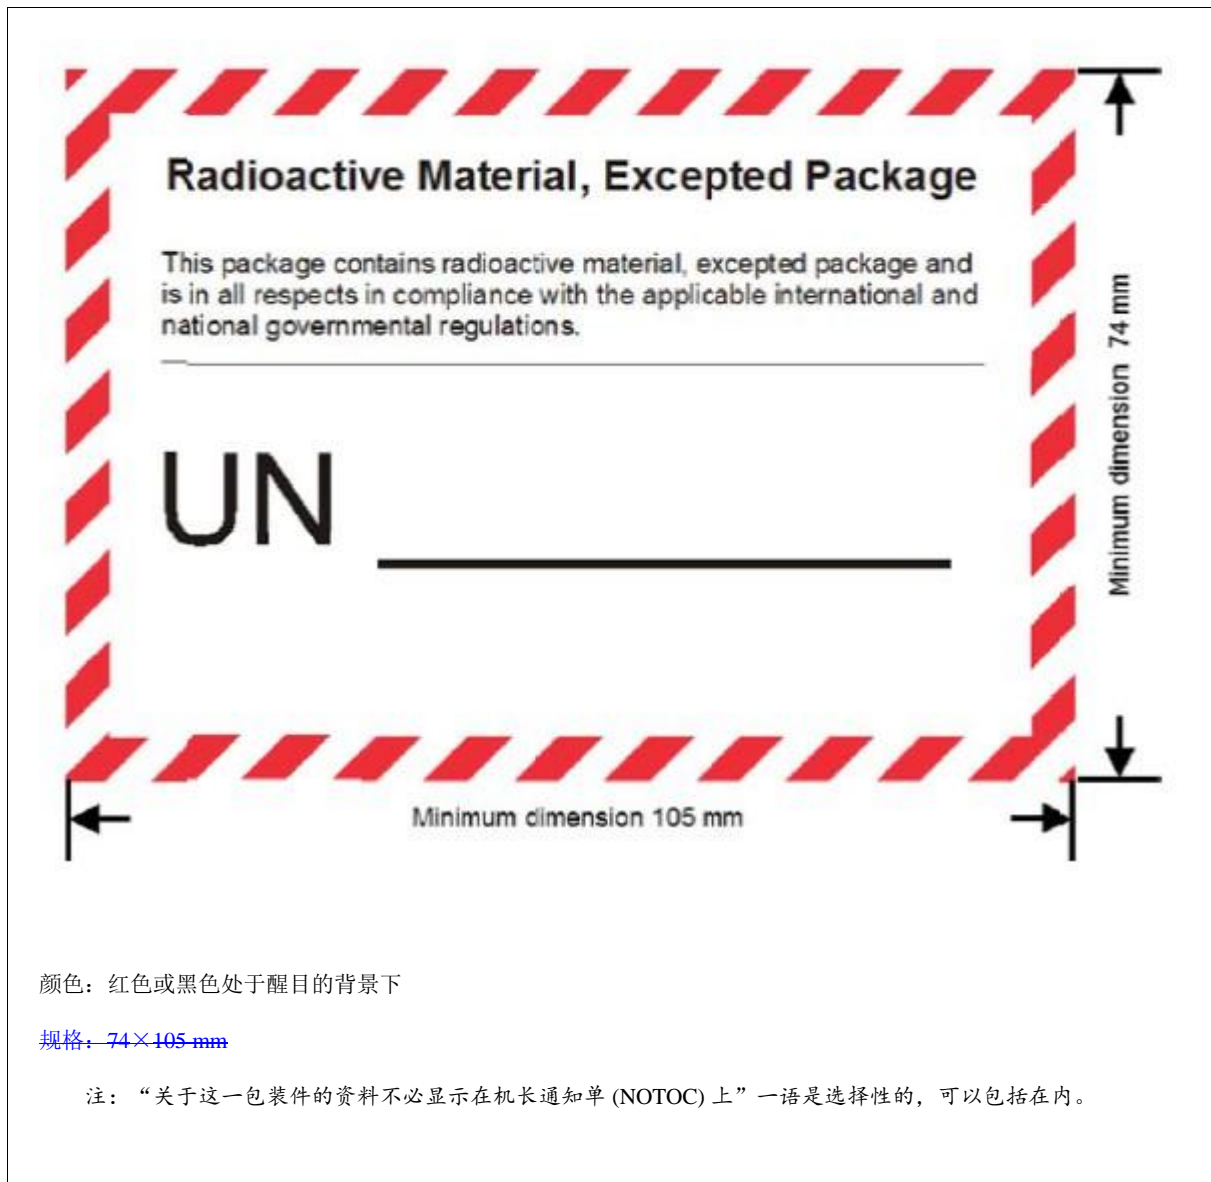 Radioactive Material, Excepted Package
This package contains radioactive material, excepted package and
is in all respects in compliance with the applicable international and
national governmental regulations.
UN
Minimum dimension 74 mm
Minimum dimension 105 mm
颜色：红色或黑色处于醒目的背景下
规格：74×105 mm
注：“关于这一包装件的资料不必显示在机长通知单 (NOTOC) 上”一语是选择性的，可以包括在内。